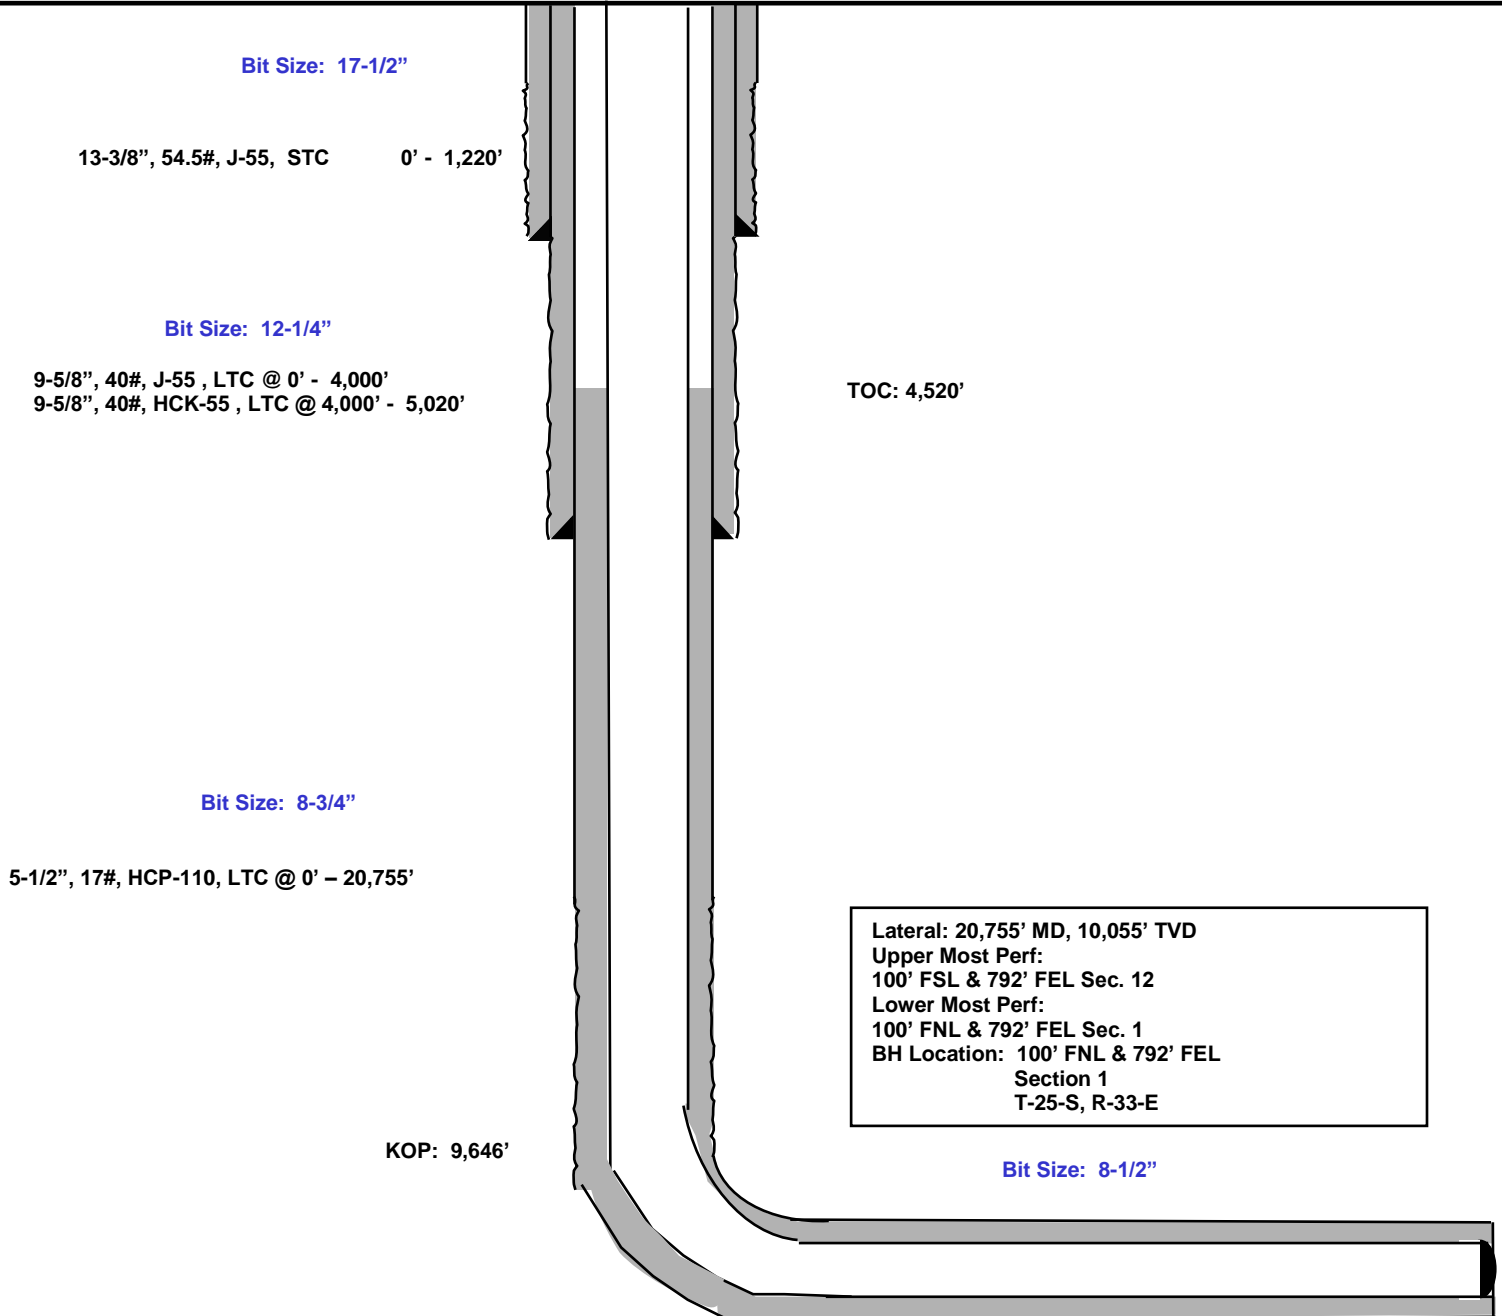 Bit Size: 17-1/2”
13-3/8”, 54.5#, J-55, STC 0’ - 1,220’
Bit Size: 12-1/4”
9-5/8”, 40#, J-55 , LTC @ 0’ - 4,000’
9-5/8”, 40#, HCK-55 , LTC @ 4,000’ - 5,020’
TOC: 4,520’
Bit Size: 8-3/4”
5-1/2”, 17#, HCP-110, LTC @ 0’ – 20,755’
Lateral: 20,755’ MD, 10,055’ TVD
Upper Most Perf:
100’ FSL & 792’ FEL Sec. 12
Lower Most Perf:
100’ FNL & 792’ FEL Sec. 1
BH Location: 100’ FNL & 792’ FEL
Section 1
T-25-S, R-33-E
KOP: 9,646’
Bit Size: 8-1/2”